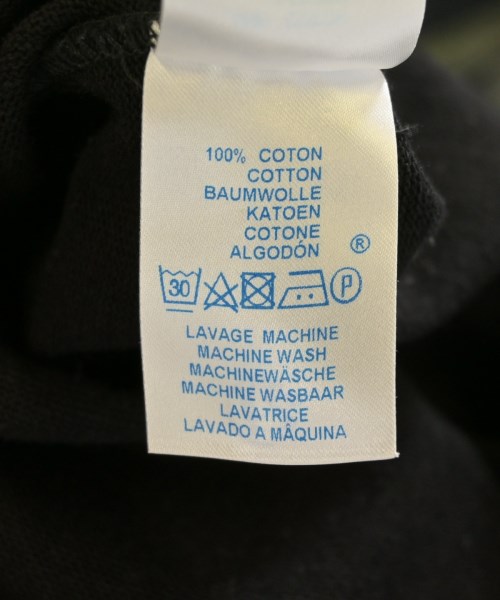 100% COTON
COTTON
BAUMWOLLE
KATOEN
COTONE
ALGODÓN ®
30 P
LAVAGE MACHINE
MACHINE WASH
MACHINEWÄSCHE
MACHINE WASBAAR
LAVATRICE
LAVADO A MÂQUINA